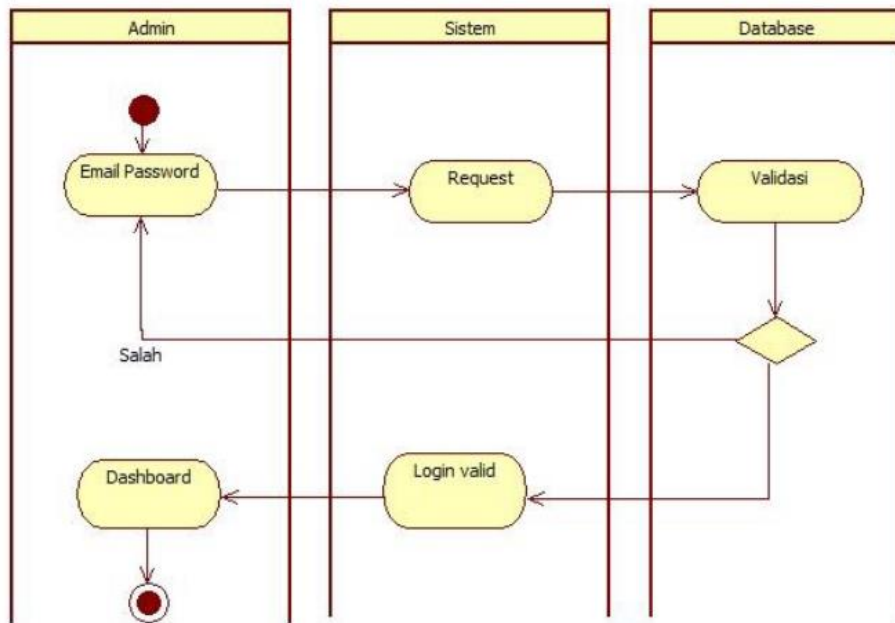 Admin
Sistem
Database
Email Password
Request
Validasi
Salah
Dashboard
Login valid